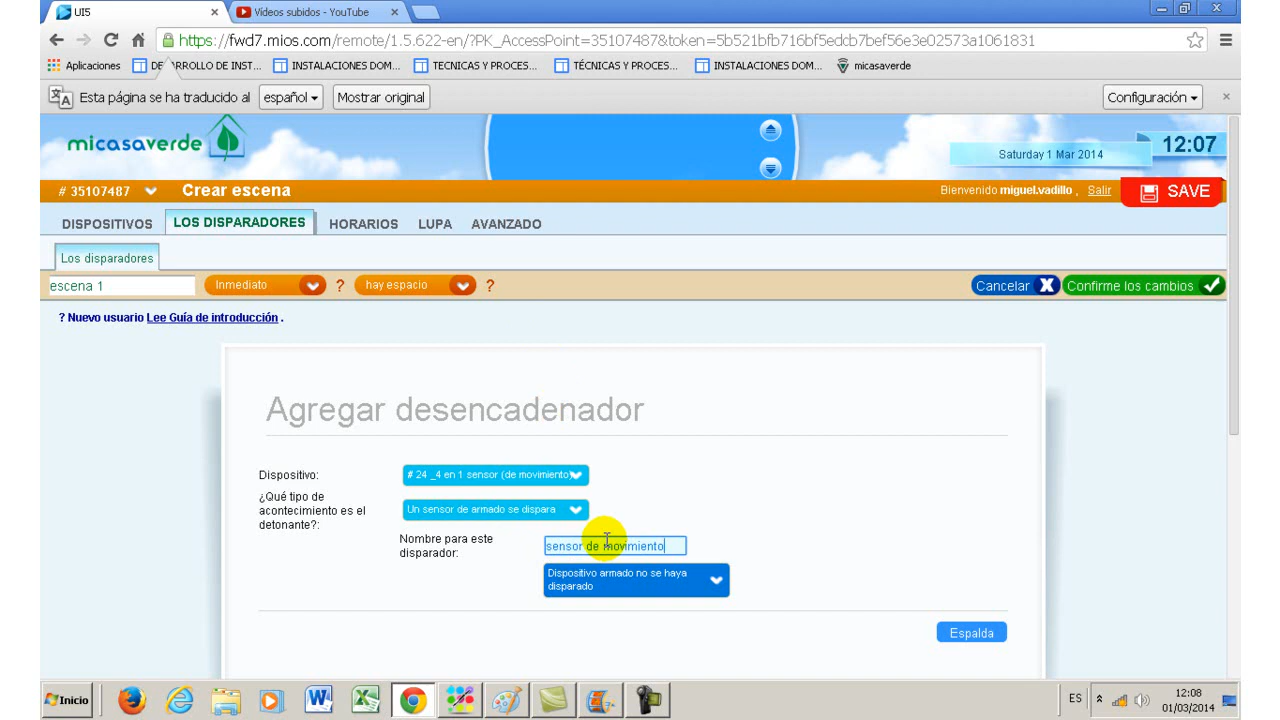 UI5
×
Vídeos subidos - YouTube
×
https://fwd7.mios.com/remote/1.5.622-en/?PK_AccessPoint=35107487&token=5b521bfb716bf5edcb7bef56e3e02573a1061831
Aplicaciones
DE RROLLO DE INST...
INSTALACIONES DOM...
TECNICAS Y PROCES...
TÉCNICAS Y PROCES...
INSTALACIONES DOM...
micasaverde
Esta página se ha traducido al
español
Mostrar original
Configuración
×
micasaverde
Saturday 1 Mar 2014
12:07
# 35107487
Crear escena
Bienvenido miguel.vadillo , Salir
SAVE
DISPOSITIVOS
LOS DISPARADORES
HORARIOS
LUPA
AVANZADO
Los disparadores
escena 1
Inmediato
?
hay espacio
?
Cancelar X
Confirme los cambios
? Nuevo usuario Lee Guía de introducción .
Agregar desencadenador
Dispositivo:
# 24 _4 en 1 sensor (de movimiento)
¿Qué tipo de
acontecimiento es el
detonante?:
Un sensor de armado se dispara
Nombre para este
disparador:
sensor de movimiento
Dispositivo armado no se haya
disparado
Espalda
Inicio
ES
12:08
01/03/2014